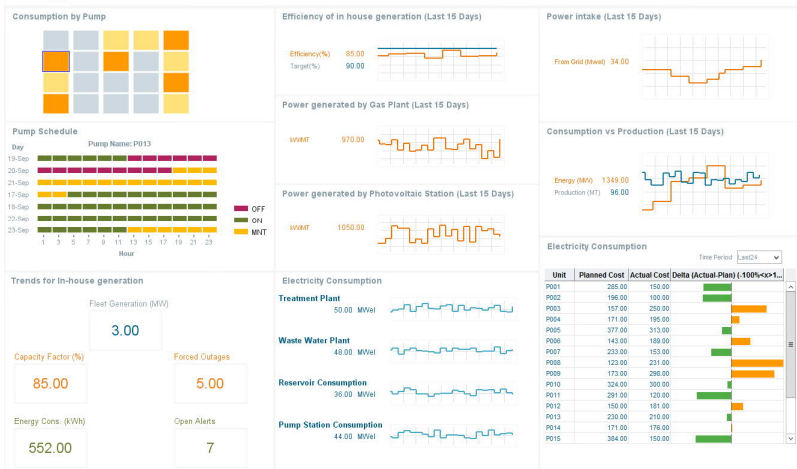 Consumption by Pump
Pump Schedule
Pump Name: P013
Day
19-Sep
20-Sep
21-Sep
17-Sep
18-Sep
22-Sep
23-Sep
OFF
ON
MNT
1 3 5 7 9 11 13 15 17 19 21 23
Hour
Trends for In-house generation
Fleet Generation (MW)
3.00
Capacity Factor (%)
85.00
Forced Outages
5.00
Energy Cons. (kWh)
552.00
Open Alerts
7
Efficiency of in house generation (Last 15 Days)
Efficiency(%) 85.00
Target(%) 90.00
Power generated by Gas Plant (Last 15 Days)
970.00
Power generated by Photovoltaic Station (Last 15 Days)
1050.00
Electricity Consumption
Treatment Plant
50.00 MWel
Waste Water Plant
48.00 MWel
Reservoir Consumption
36.00 MWel
Pump Station Consumption
44.00 MWel
Power intake (Last 15 Days)
From Grid (Mwel) 34.00
Consumption vs Production (Last 15 Days)
Energy (MW) 1349.00
Production (MT) 96.00
Electricity Consumption
Time Period Last24
Unit Planned Cost Actual Cost Delta (Actual-Plan) (-100%<x>1...
P001 285.00 150.00
P002 196.00 100.00
P003 157.00 250.00
P004 171.00 195.00
P005 377.00 313.00
P006 143.00 189.00
P007 233.00 153.00
P008 123.00 231.00
P009 173.00 298.00
P010 324.00 300.00
P011 291.00 120.00
P012 150.00 181.00
P013 230.00 210.00
P014 171.00 176.00
P015 384.00 150.00